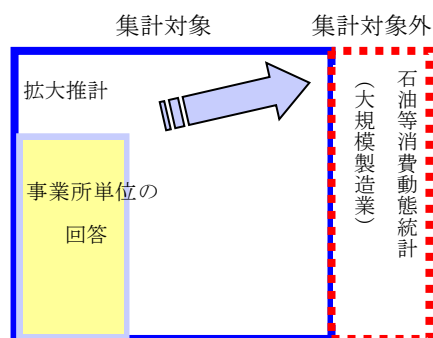 集計対象
集計対象外
拡大推計
事業所単位の
回答
石油等消費動態統計
（大規模製造業）